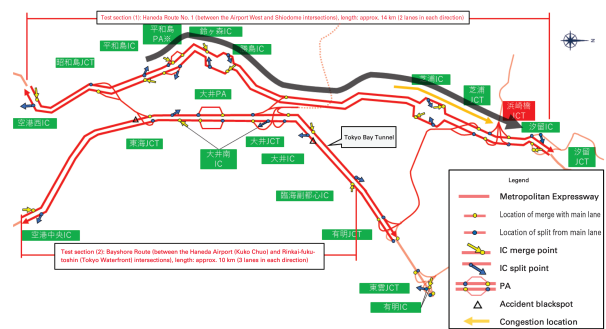 Test section (1): Haneda Route No. 1 (between the Airport West and Shiodome intersections), length: approx. 14 km (2 lanes in each direction)
平和島
PA※
平和島IC
昭和島JCT
鈴ヶ森IC
勝島IC
芝浦IC
芝浦
JCT
浜崎橋
JCT
汐留IC
汐留
JCT
空港西IC
大井PA
東海JCT
大井南
IC
大井JCT
大井IC
Tokyo Bay Tunnel
臨海副都心IC
有明JCT
空港中央IC
東雲JCT
有明IC
Test section (2): Bayshore Route (between the Haneda Airport (Kuko Chuo) and Rinkai-fuku-
toshin (Tokyo Waterfront) intersections), length: approx. 10 km (3 lanes in each direction)
N
Legend
Metropolitan Expressway
Location of merge with main lane
Location of split from main lane
IC merge point
IC split point
PA
Accident blackspot
Congestion location